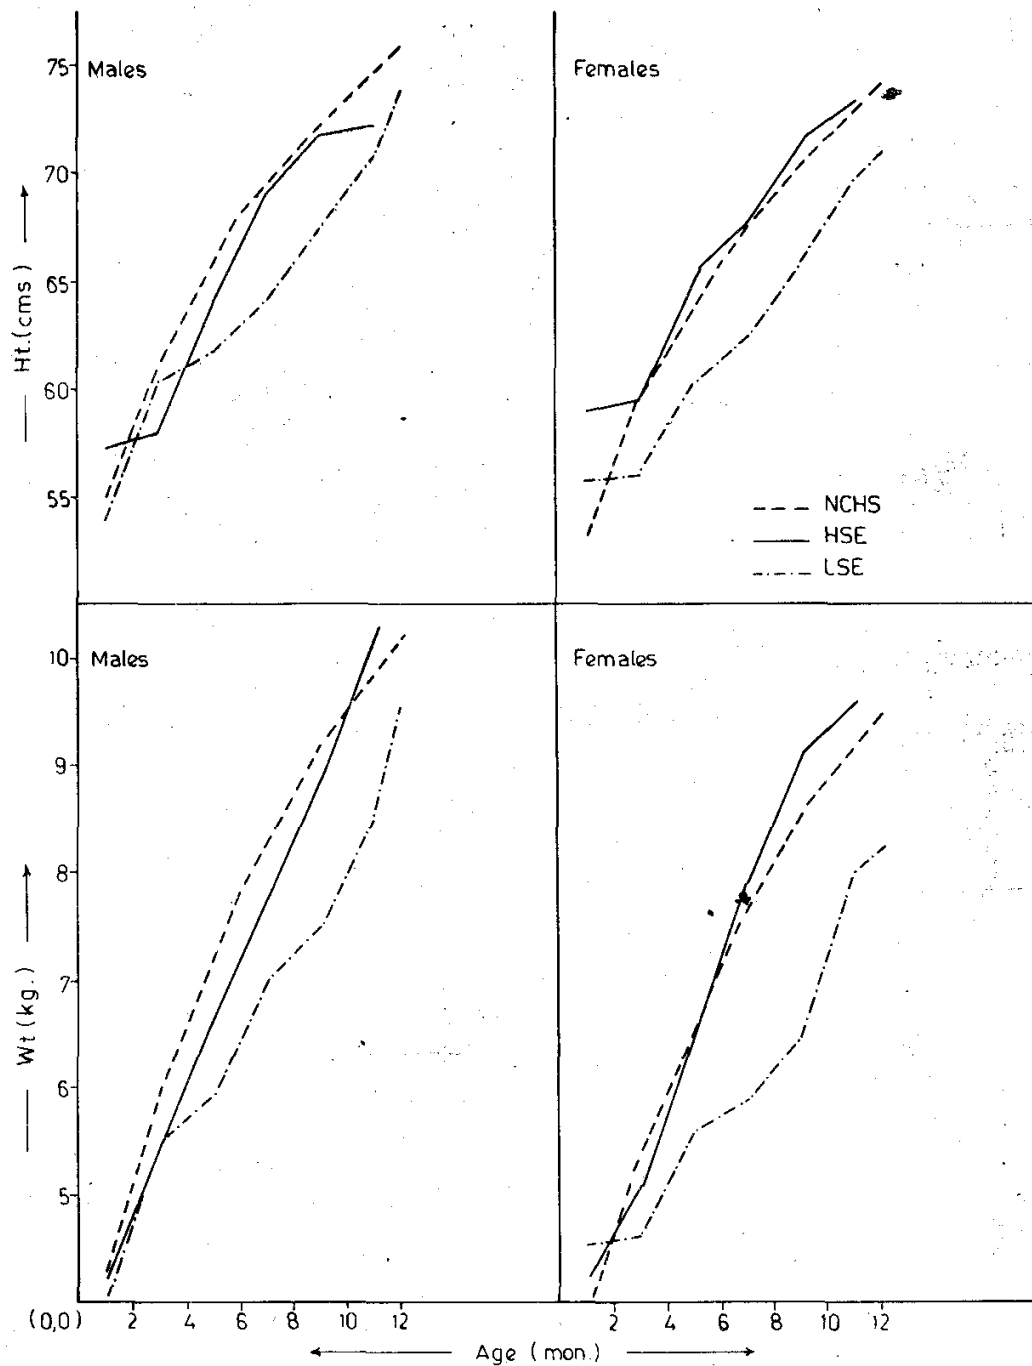 Males
Females
75
70
65
60
55
Ht.(cms)
NCHS
HSE
LSE
Males
Females
10
9
8
7
6
5
Wt(kg.)
(0,0) 2 4 6 8 10 12 2 4 6 8 10 12
Age (mon.)